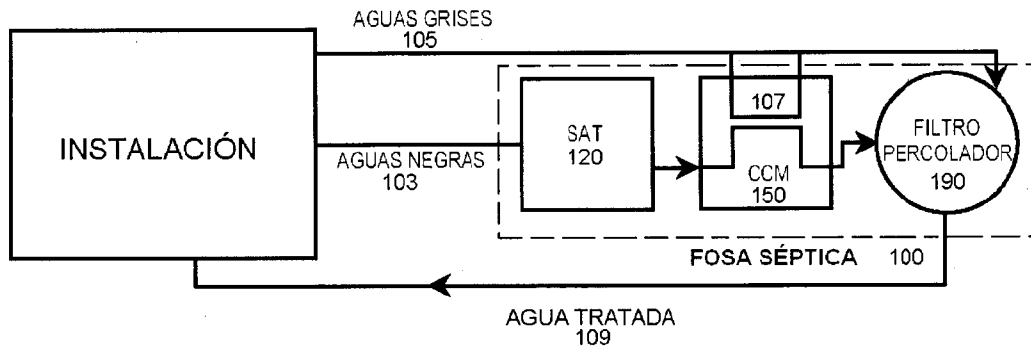 AGUAS GRISES
105
INSTALACIÓN
AGUAS NEGRAS
103
SAT
120
107
CCM
150
FILTRO
PERCOLADOR
190
FOSA SÉPTICA 100
AGUA TRATADA
109